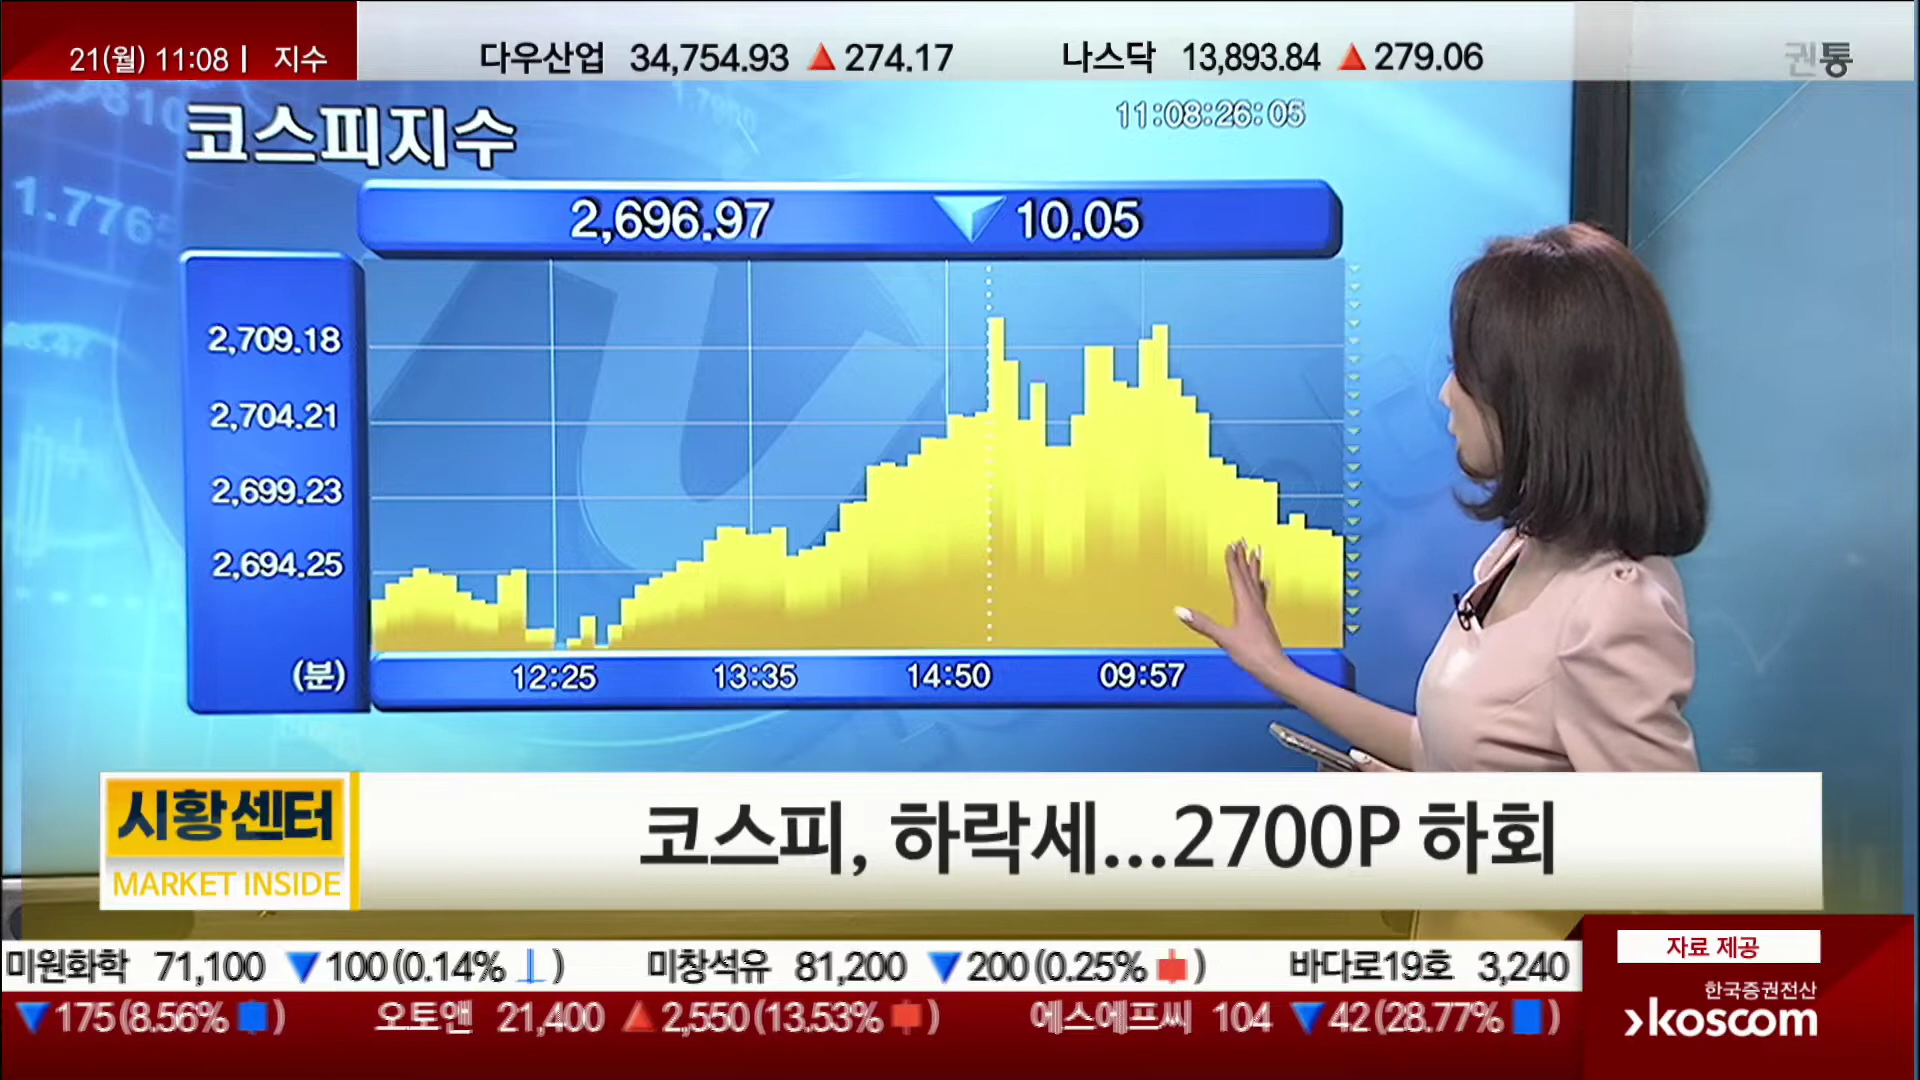 21(월) 11:08 | 지수
다우산업 34,754.93 ▲ 274.17 나스닥 13,893.84 ▲ 279.06
권통
코스피지수
11:08:26:05
2,696.97 ▼ 10.05
2,709.18
2,704.21
2,699.23
2,694.25
(분) 12:25 13:35 14:50 09:57
1.776
시황센터
MARKET INSIDE
코스피, 하락세...2700P 하회
미원화학 71,100 ▼100(0.14% ) 미창석유 81,200 ▼200(0.25% ) 바다로19호 3,240
▼175(8.56% ) 오토앤 21,400 ▲2,550(13.53% ) 에스에프씨 104 ▼42(28.77% )
자료 제공
한국증권전산
koscom